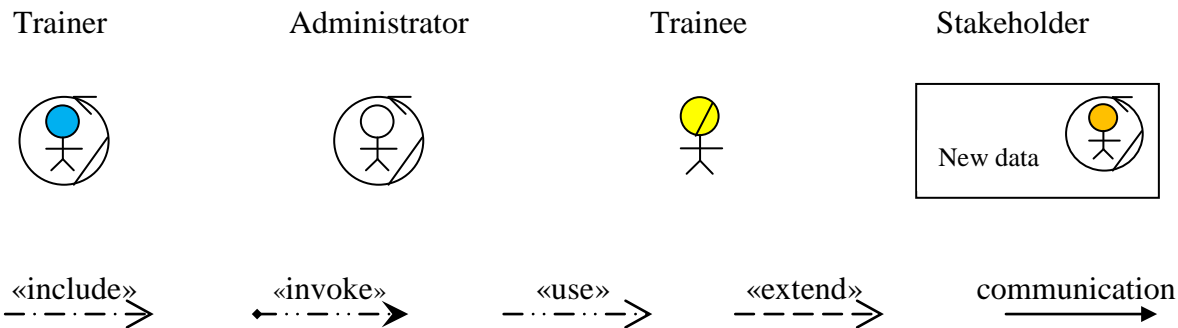 Trainer Administrator Trainee Stakeholder
New data
«include» «invoke» «use» «extend» communication